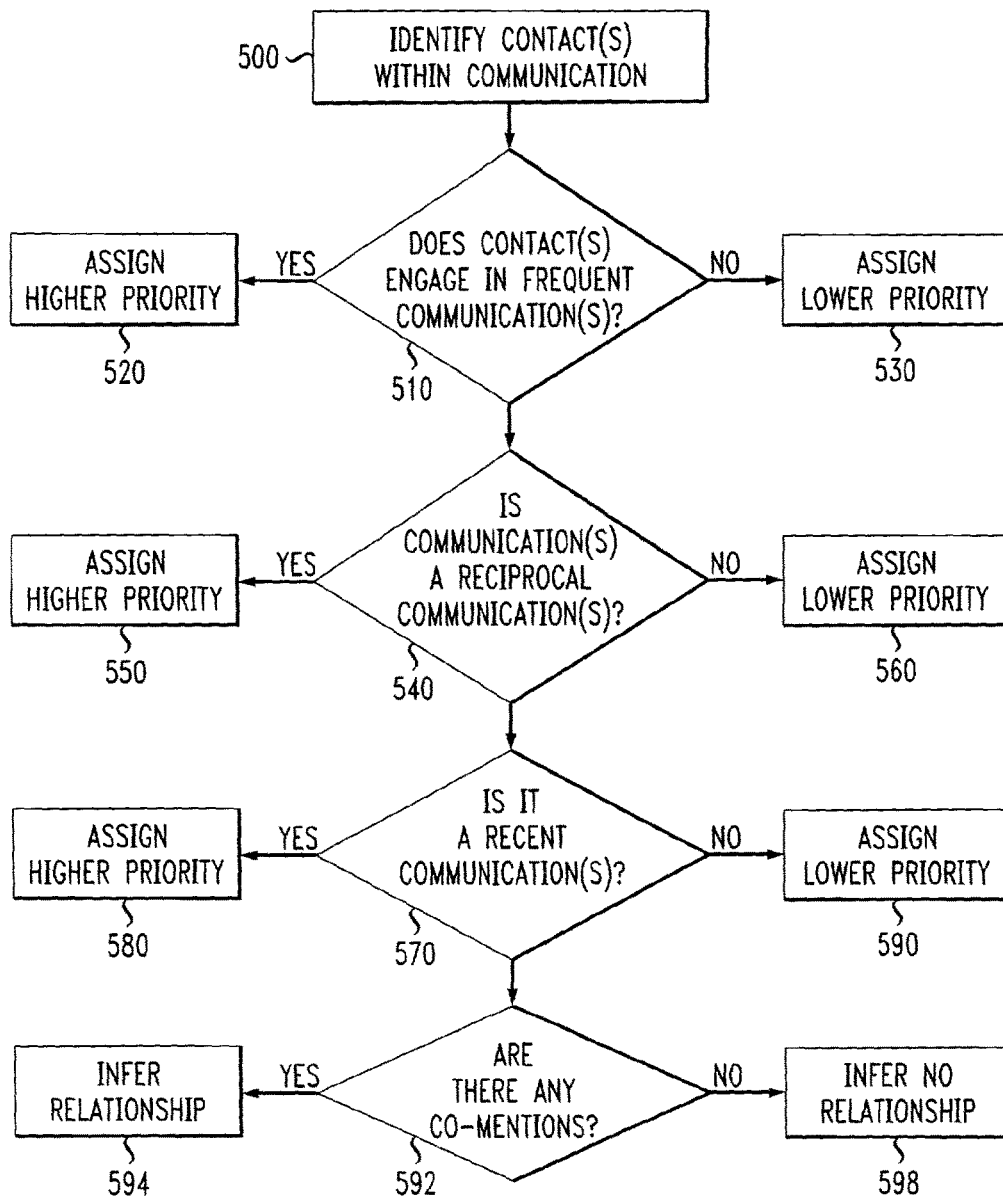 500
IDENTIFY CONTACT(S)
WITHIN COMMUNICATION
DOES CONTACT(S)
ENGAGE IN FREQUENT
COMMUNICATION(S)?
510
YES
ASSIGN
HIGHER PRIORITY
520
NO
ASSIGN
LOWER PRIORITY
530
IS
COMMUNICATION(S)
A RECIPROCAL
COMMUNICATION(S)?
540
YES
ASSIGN
HIGHER PRIORITY
550
NO
ASSIGN
LOWER PRIORITY
560
IS IT
A RECENT
COMMUNICATION(S)?
570
YES
ASSIGN
HIGHER PRIORITY
580
NO
ASSIGN
LOWER PRIORITY
590
ARE
THERE ANY
CO-MENTIONS?
592
YES
INFER
RELATIONSHIP
594
NO
INFER NO
RELATIONSHIP
598